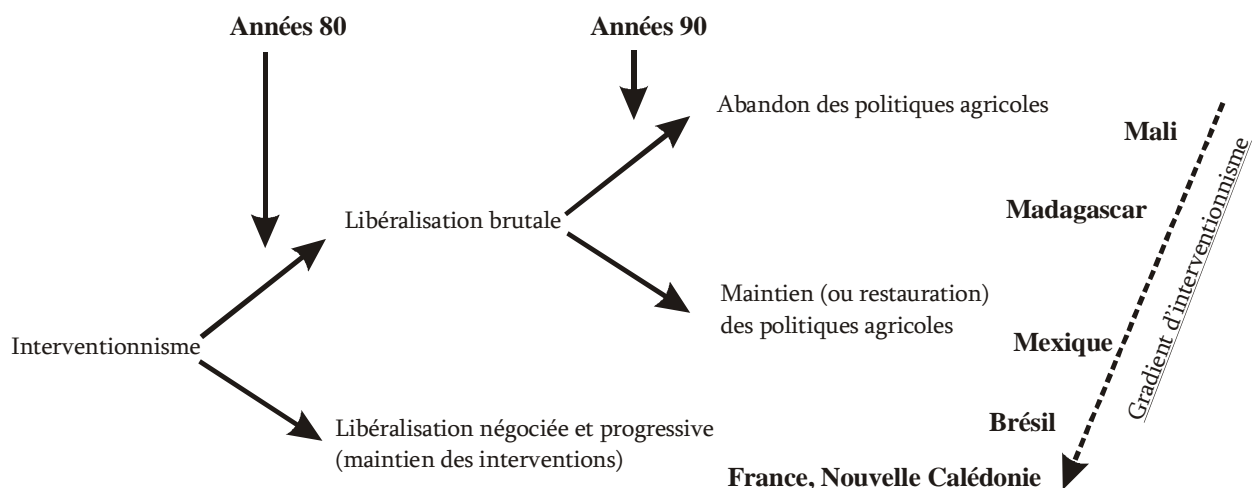 Années 80
Années 90
Abandon des politiques agricoles
Mali
Madagascar
Libéralisation brutale
Gradient d'interventionnisme
Maintien (ou restauration)
des politiques agricoles
Mexique
Interventionnisme
Brésil
Libéralisation négociée et progressive
(maintien des interventions)
France, Nouvelle Calédonie